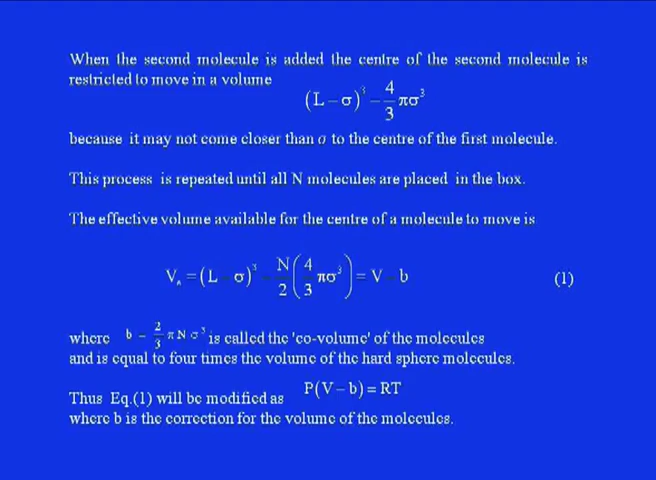 When the second molecule is added the centre of the second molecule is
restricted to move in a volume
(L − σ)³ − 4/3 πσ³
because it may not come closer than σ to the centre of the first molecule.
This process is repeated until all N molecules are placed in the box.
The effective volume available for the centre of a molecule to move is
Vₐ = (L − σ)³ − N/2 (4/3 πσ³) = V − b (1)
where b = 2/3 π N σ³ is called the 'co-volume' of the molecules
and is equal to four times the volume of the hard sphere molecules.
Thus Eq.(1) will be modified as P(V − b) = RT
where b is the correction for the volume of the molecules.